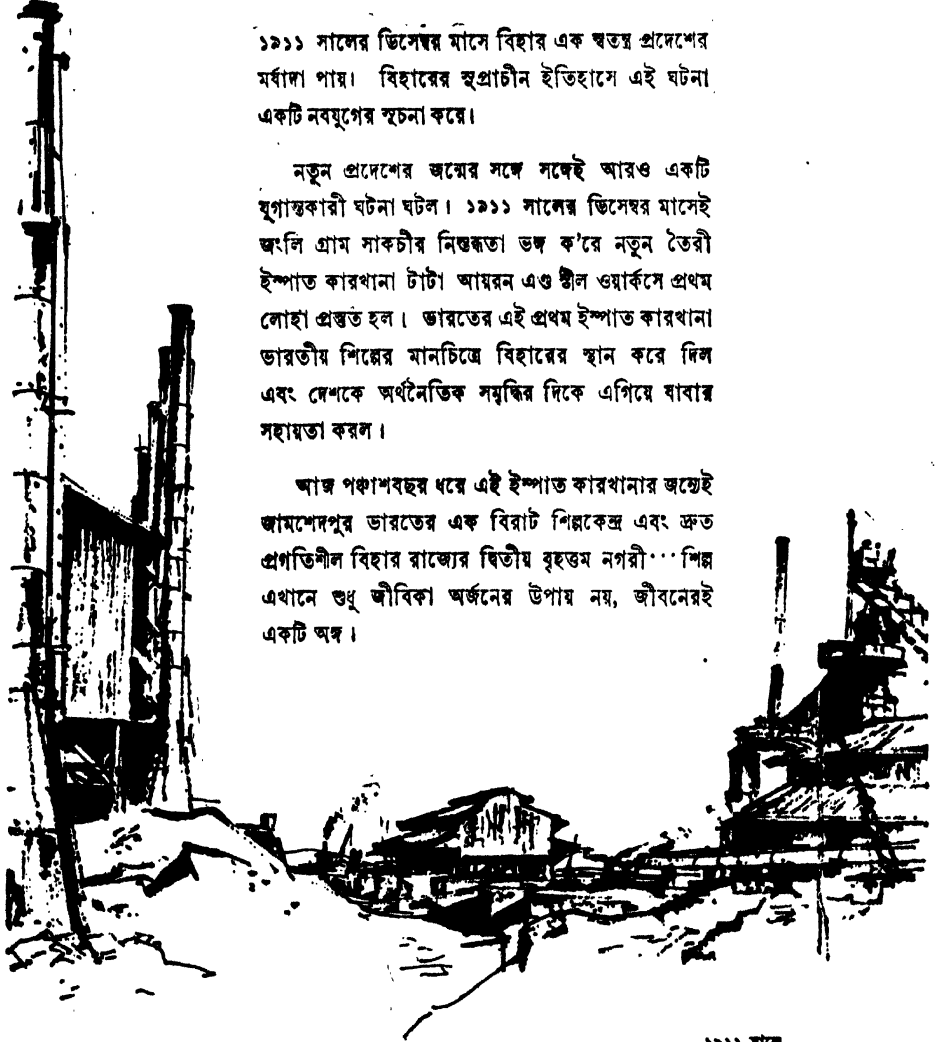 ১৯১১ সালের ডিসেম্বর মাসে বিহার এক স্বতন্ত্র প্রদেশের
মর্যাদা পায়। বিহারের সুপ্রাচীন ইতিহাসে এই ঘটনা
একটি নবযুগের সূচনা করে।
নতুন প্রদেশের জন্মের সঙ্গে সঙ্গেই আরও একটি
যুগান্তকারী ঘটনা ঘটল। ১৯১১ সালের ডিসেম্বর মাসেই
জংলি গ্রাম সাকচীর নিস্তব্ধতা ভঙ্গ ক'রে নতুন তৈরী
ইস্পাত কারখানা টাটা আয়রন এণ্ড স্টীল ওয়ার্কসে প্রথম
লোহা প্রস্তুত হল। ভারতের এই প্রথম ইস্পাত কারখানা
ভারতীয় শিল্পের মানচিত্রে বিহারের স্থান করে দিল
এবং দেশকে অর্থনৈতিক সমৃদ্ধির দিকে এগিয়ে যাবার
সহায়তা করল।
আজ পঞ্চাশবছর ধরে এই ইস্পাত কারখানার জন্যেই
জামশেদপুর ভারতের এক বিরাট শিল্পকেন্দ্র এবং দ্রুত
প্রগতিশীল বিহার রাজ্যের দ্বিতীয় বৃহত্তম নগরী··· শিল্প
এখানে শুধু জীবিকা অর্জনের উপায় নয়, জীবনেরই
একটি অঙ্গ।
১৯১১ সালে